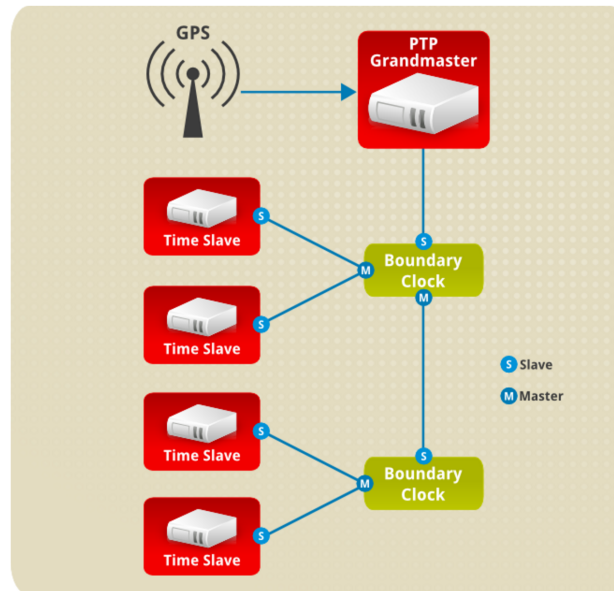 GPS
PTP
Grandmaster
S
Time Slave
S
Boundary
Clock
M
M
S
Time Slave
S Slave
M Master
S
Time Slave
S
Boundary
Clock
M
S
Time Slave